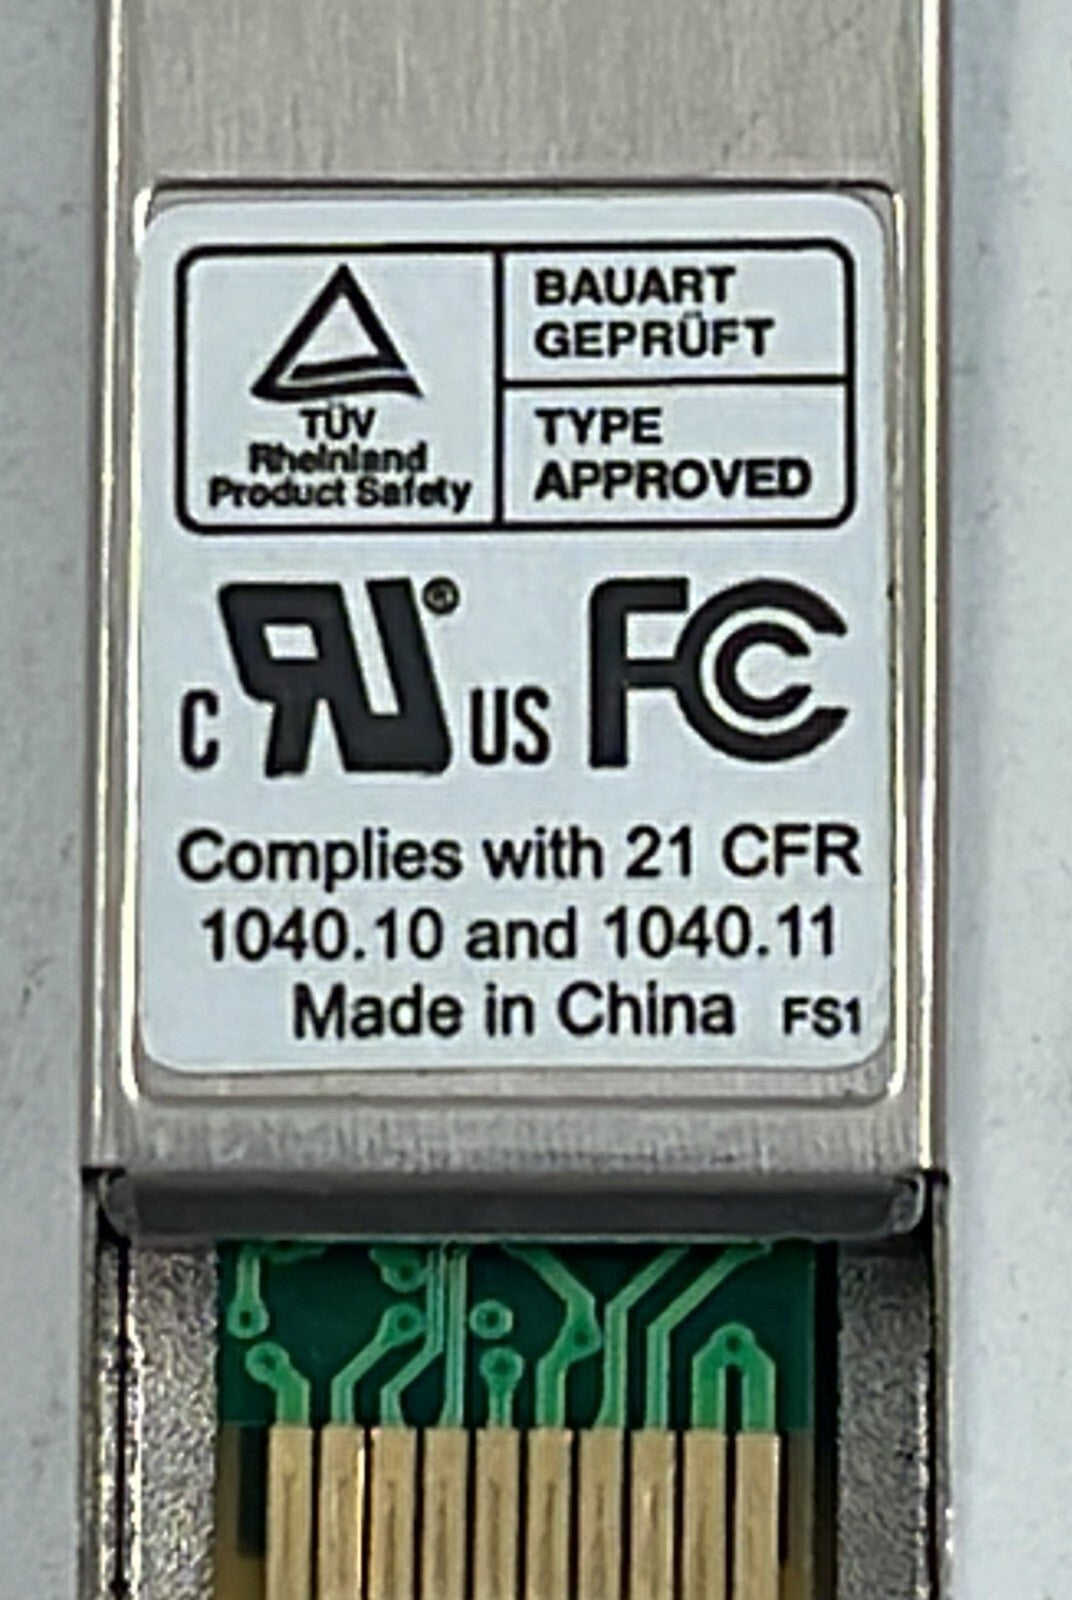 TÜV
Rheinland
Product Safety
BAUART
GEPRÜFT
TYPE
APPROVED
c RU® US FC
Complies with 21 CFR
1040.10 and 1040.11
Made in China FS1